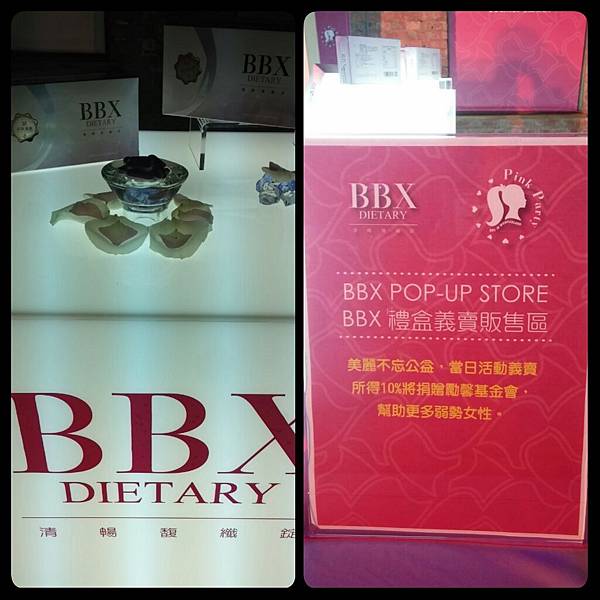 BBX
DIETARY
BBX
DIETARY
BBX
DIETARY
清暢馥纖錠
BBX
DIETARY
Pink Party
BBX POP-UP STORE
BBX 禮盒義賣販售區
美麗不忘公益，當日活動義賣
所得10%將捐贈勵馨基金會，
幫助更多弱勢女性。